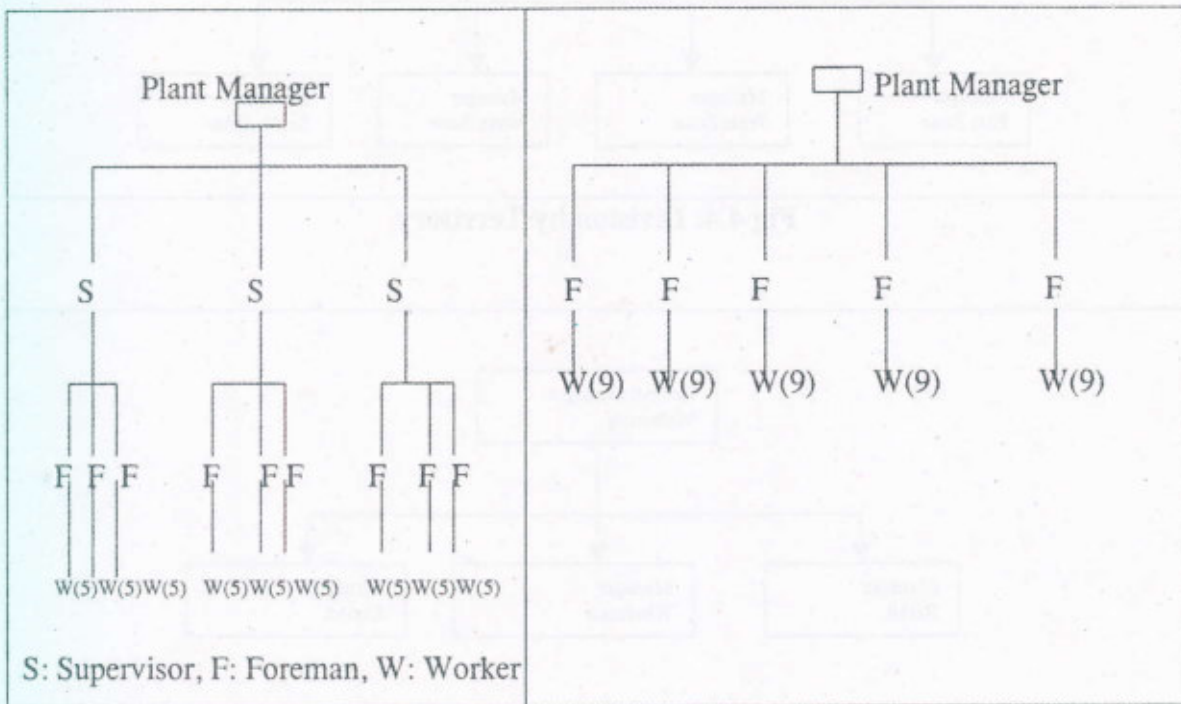 Plant Manager
S S S
F F F F F F F F F
W(5)W(5)W(5) W(5)W(5)W(5) W(5)W(5)W(5)
S: Supervisor, F: Foreman, W: Worker
Plant Manager
F F F F F
W(9) W(9) W(9) W(9) W(9)